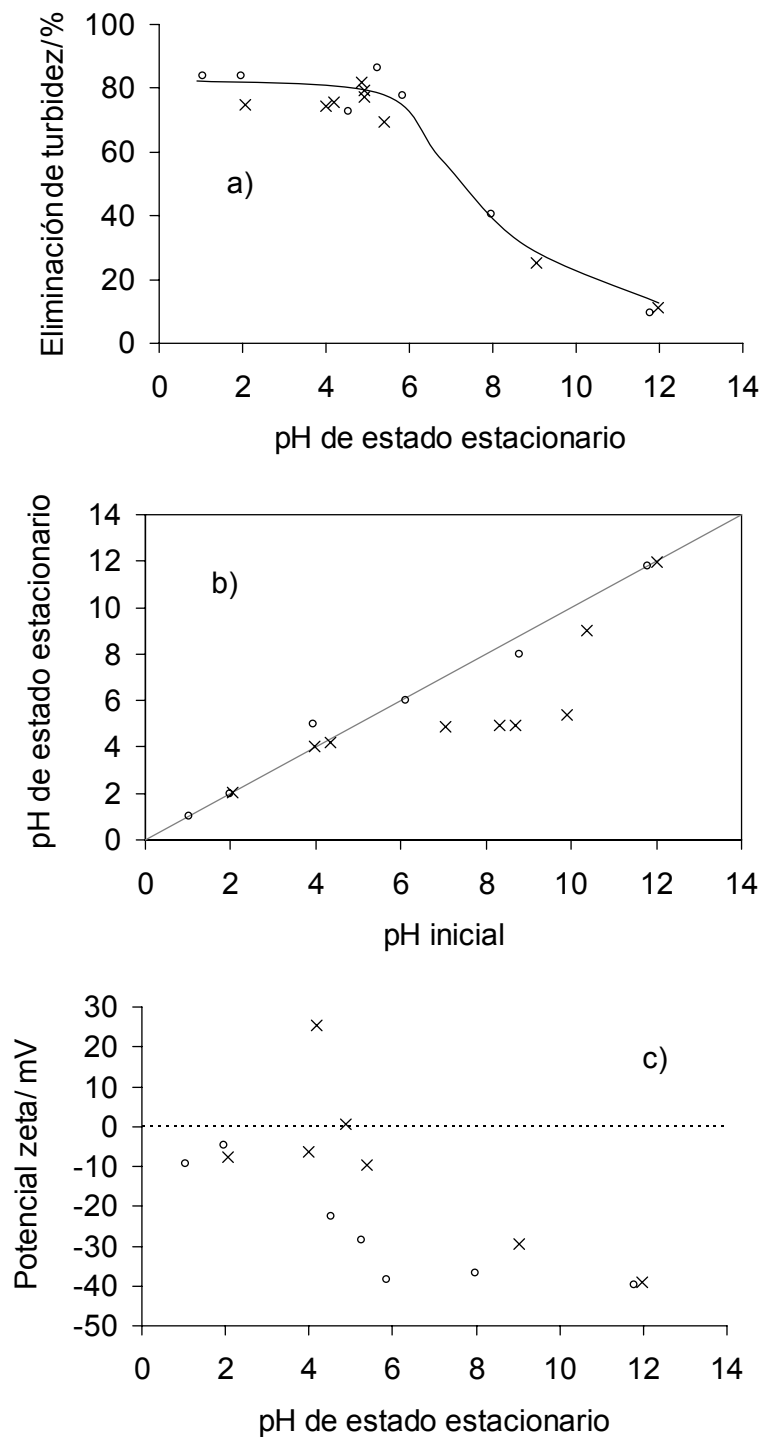 Eliminación de turbidez/%
100
80
60
40
20
0
a)
0 2 4 6 8 10 12 14
pH de estado estacionario
pH de estado estacionario
14
12
10
8
6
4
2
0
b)
0 2 4 6 8 10 12 14
pH inicial
Potencial zeta/ mV
30
20
10
0
-10
-20
-30
-40
-50
c)
0 2 4 6 8 10 12 14
pH de estado estacionario